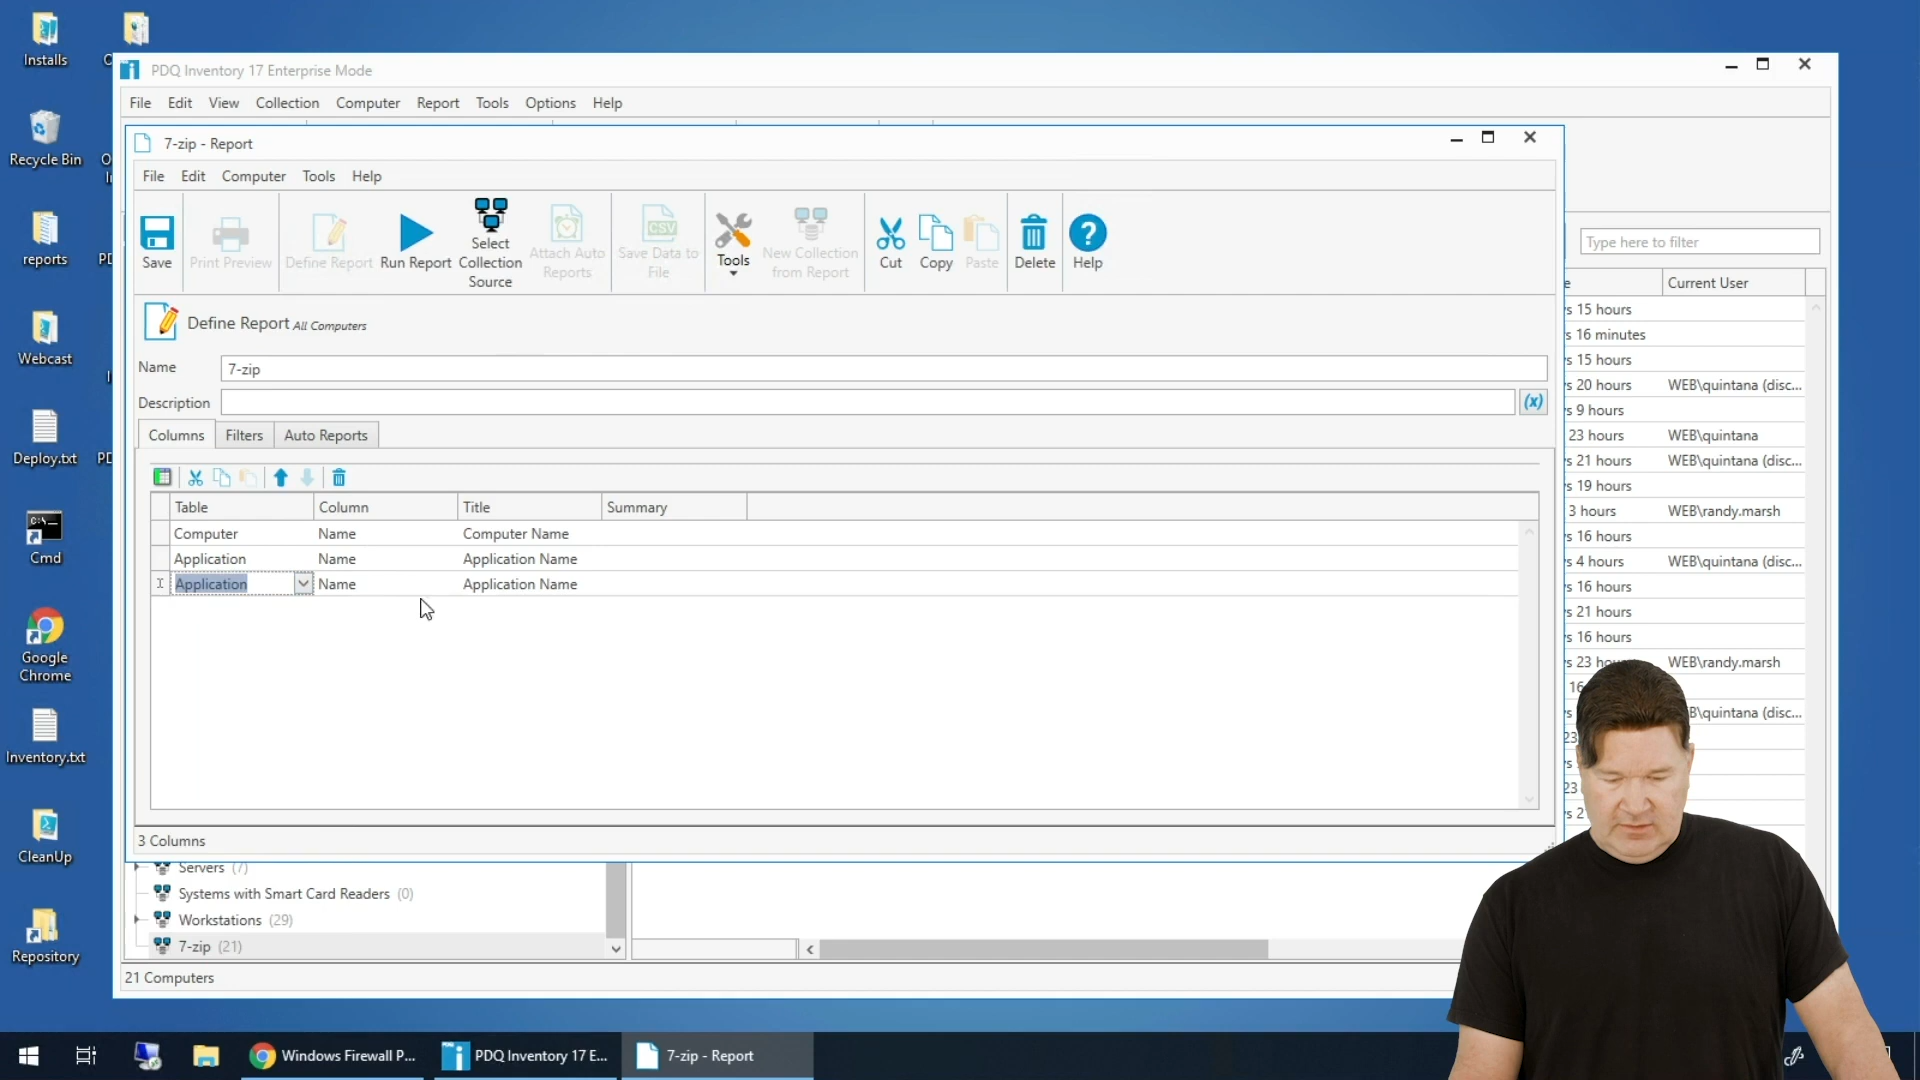 Installs
Recycle Bin
reports
Webcast
Deploy.txt
Cmd
Google
Chrome
Inventory.txt
CleanUp
Repository
PDQ Inventory 17 Enterprise Mode
File Edit View Collection Computer Report Tools Options Help
7-zip - Report
File Edit Computer Tools Help
Save
Print Preview
Define Report
Run Report
Select
Collection
Source
Attach Auto
Reports
Save Data to
File
CSV
Tools
New Collection
from Report
Cut
Copy
Paste
Delete
Help
Define Report All Computers
Name 7-zip
Description
(x)
Columns Filters Auto Reports
Table Column Title Summary
Computer Name Computer Name
Application Name Application Name
Application Name Application Name
3 Columns
Type here to filter
Current User
s 15 hours
s 16 minutes
s 15 hours
s 20 hours WEB\quintana (disc...
s 9 hours
23 hours WEB\quintana
s 21 hours WEB\quintana (disc...
s 19 hours
3 hours WEB\randy.marsh
s 16 hours
s 4 hours WEB\quintana (disc...
s 16 hours
s 21 hours
s 16 hours
WEB\randy.marsh
B\quintana (disc...
Servers (7)
Systems with Smart Card Readers (0)
Workstations (29)
7-zip (21)
21 Computers
Windows Firewall P...
PDQ Inventory 17 E...
7-zip - Report